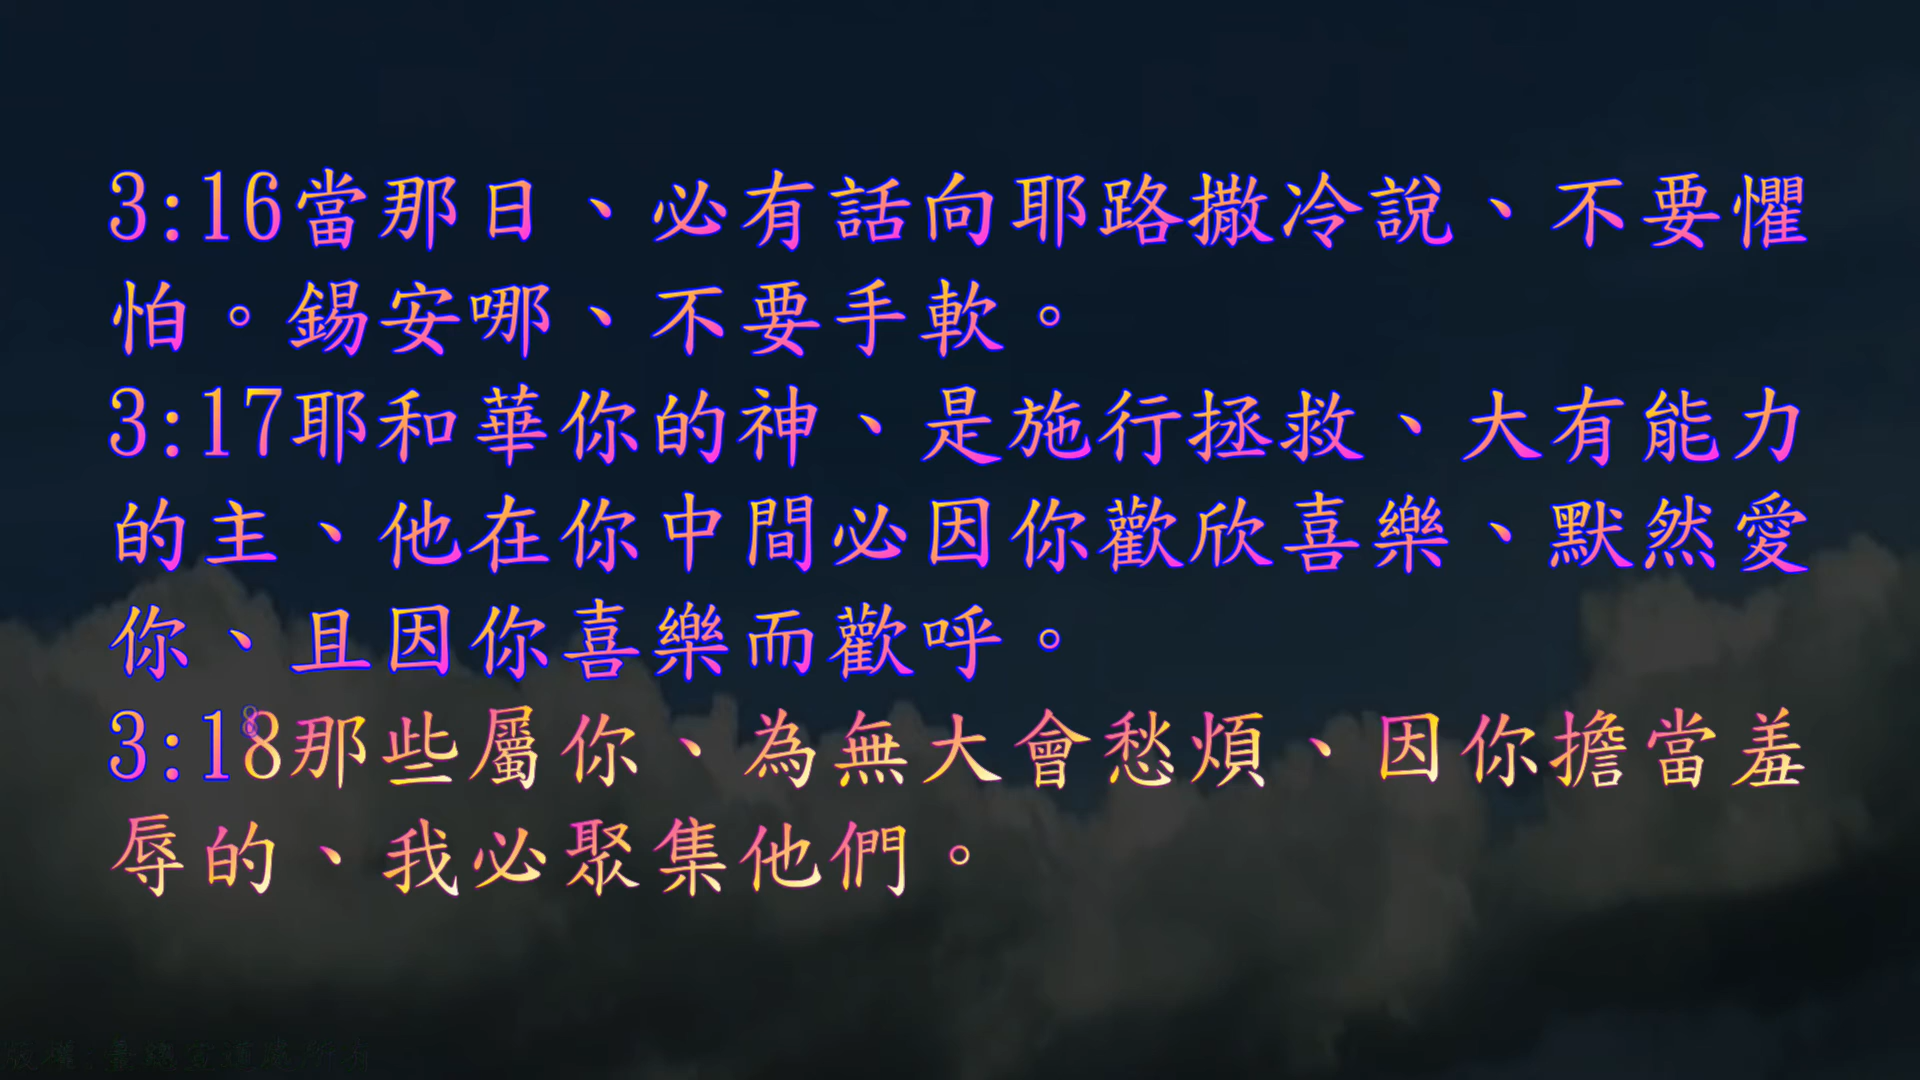 3:16當那日、必有話向耶路撒冷說、不要懼
怕。錫安哪、不要手軟。
3:17耶和華你的神、是施行拯救、大有能力
的主、他在你中間必因你歡欣喜樂、默然愛
你、且因你喜樂而歡呼。
3:18那些屬你、為無大會愁煩、因你擔當羞
辱的、我必聚集他們。